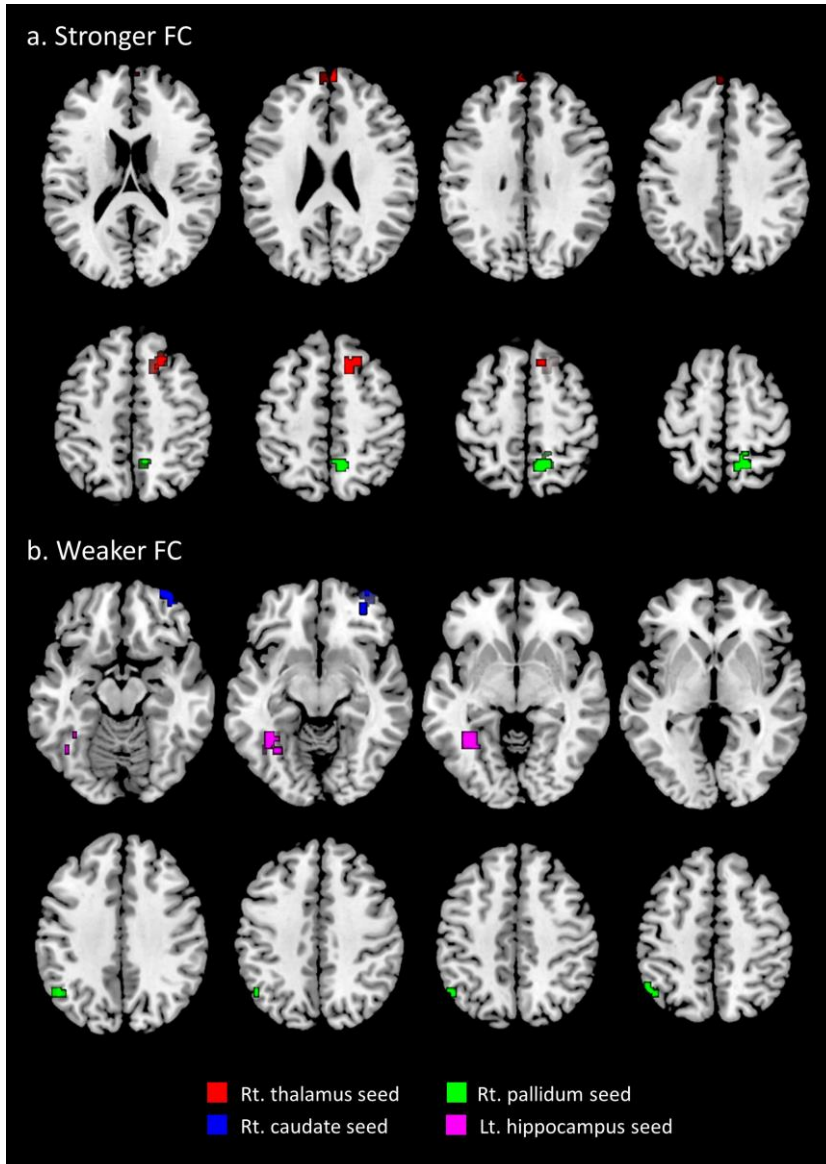 a. Stronger FC
b. Weaker FC
Rt. thalamus seed
Rt. pallidum seed
Rt. caudate seed
Lt. hippocampus seed